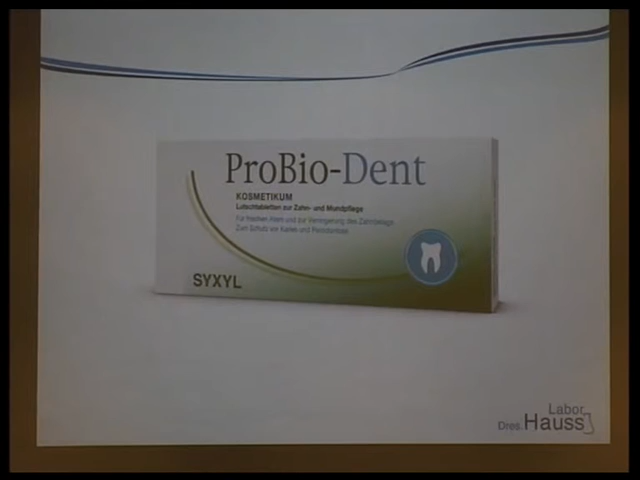 ProBio-Dent
KOSMETIKUM
Lutschtabletten zur Zahn- und Mundpflege
Für frischen Atem und zur Verringerung des Zahnbelags
Zum Schutz vor Karies und Parodontose
SYXYL
Labor
Dres. Hauss